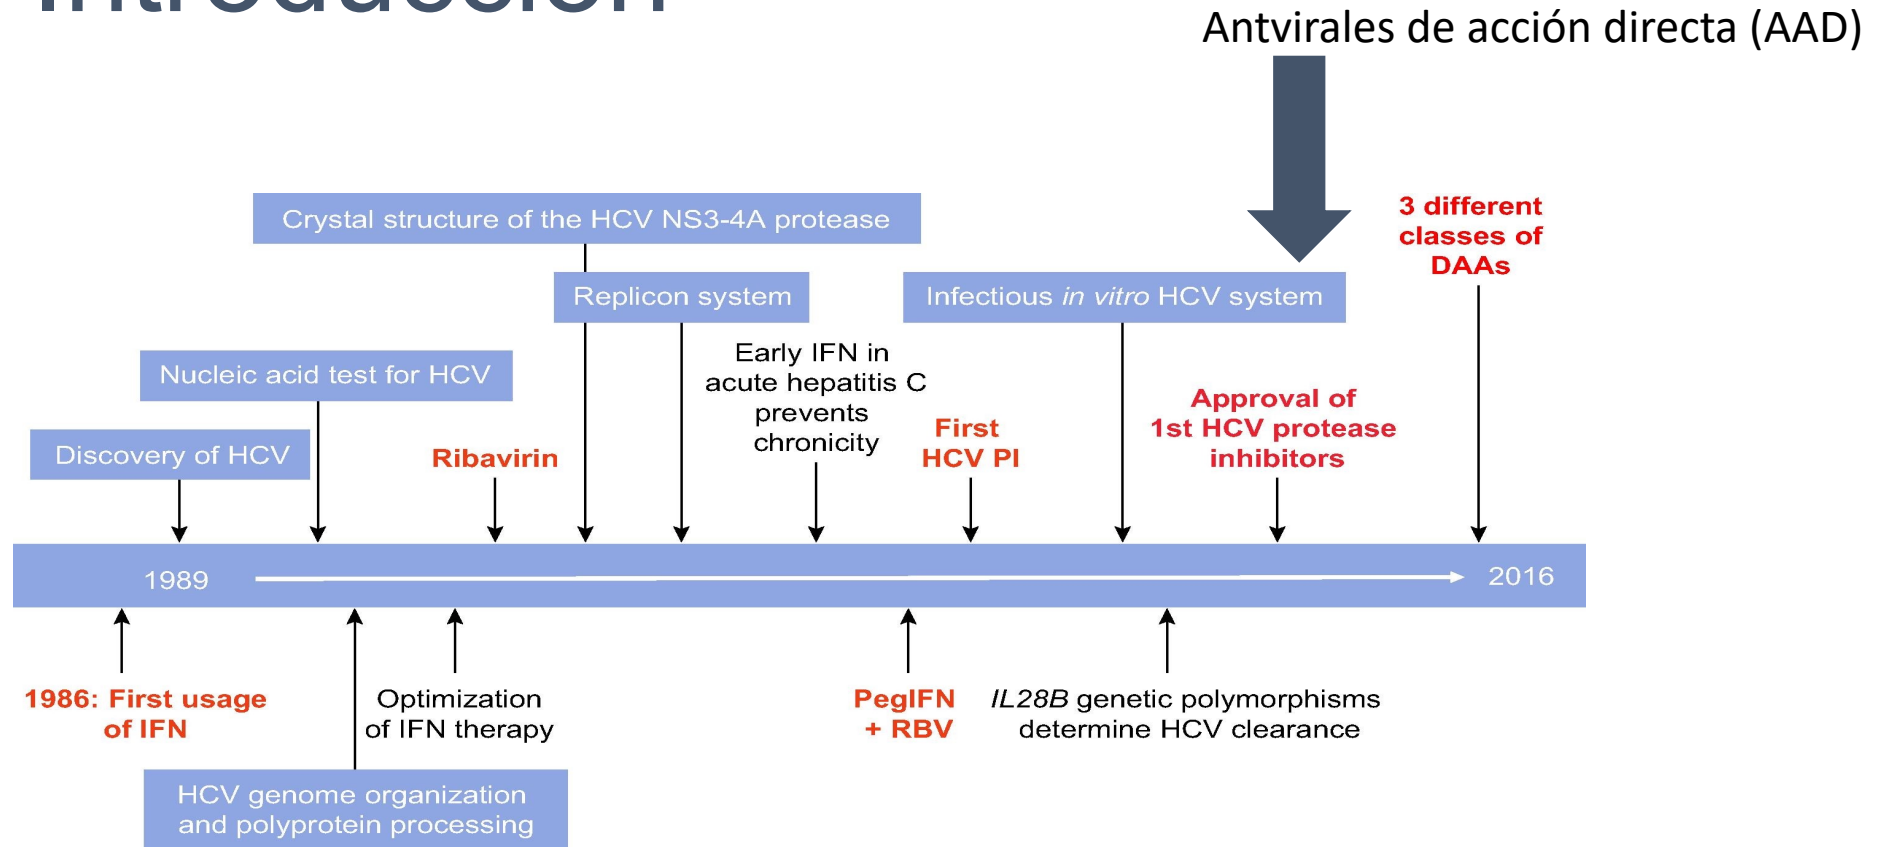 Introducción
Antvirales de acción directa (AAD)
Crystal structure of the HCV NS3-4A protease
3 different
classes of
DAAs
Replicon system
Infectious in vitro HCV system
Early IFN in
acute hepatitis C
prevents
chronicity
Nucleic acid test for HCV
Approval of
1st HCV protease
inhibitors
First
HCV PI
Discovery of HCV
Ribavirin
1989
2016
1986: First usage
of IFN
Optimization
of IFN therapy
PegIFN
+ RBV
IL28B genetic polymorphisms
determine HCV clearance
HCV genome organization
and polyprotein processing